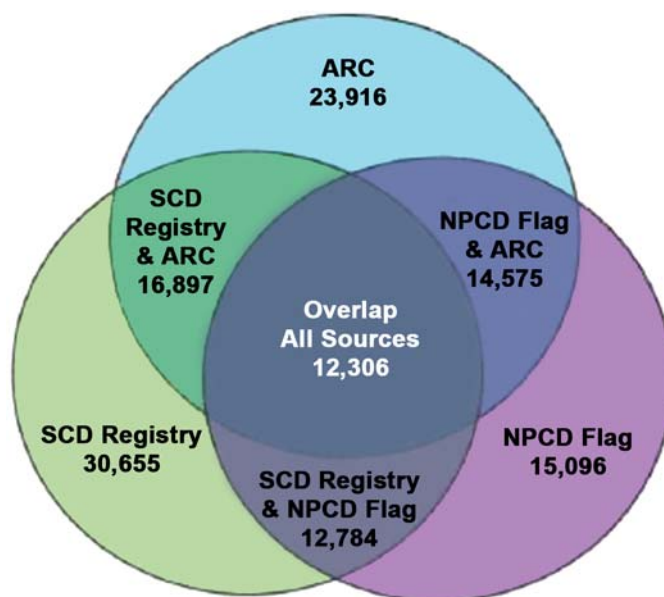 ARC
23,916
SCD
Registry
& ARC
16,897
NPCD Flag
& ARC
14,575
Overlap
All Sources
12,306
SCD Registry
30,655
NPCD Flag
15,096
SCD Registry
& NPCD Flag
12,784